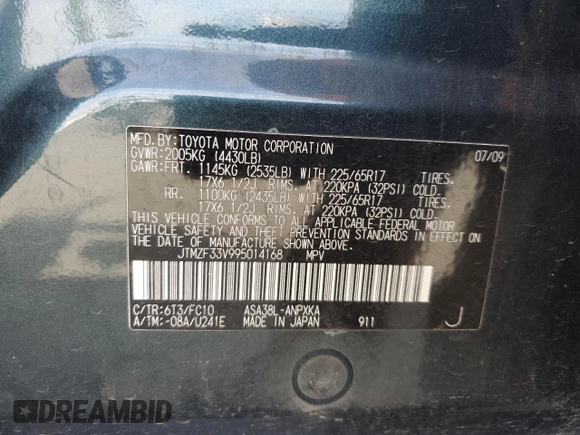 MFD. BY: TOYOTA MOTOR CORPORATION 07/09
GVWR: 2005KG (4430LB)
GAWR: FRT. 1145KG (2535LB) WITH 225/65R17 TIRES.
17X6 1/2J RIMS. AT 220KPA (32PSI) COLD.
RR. 1100KG (2435LB) WITH 225/65R17 TIRES.
17X6 1/2J RIMS. AT 220KPA (32PSI) COLD.
THIS VEHICLE CONFORMS TO ALL APPLICABLE FEDERAL MOTOR
VEHICLE SAFETY AND THEFT PREVENTION STANDARDS IN
EFFECT ON THE DATE OF MANUFACTURE SHOWN ABOVE.
JTMZF33V995014168 MPV
C/TR: 6T3/FC10 ASA38L-ANPXKA
A/TM: -08A/U241E MADE IN JAPAN 911 J
DREAMBID